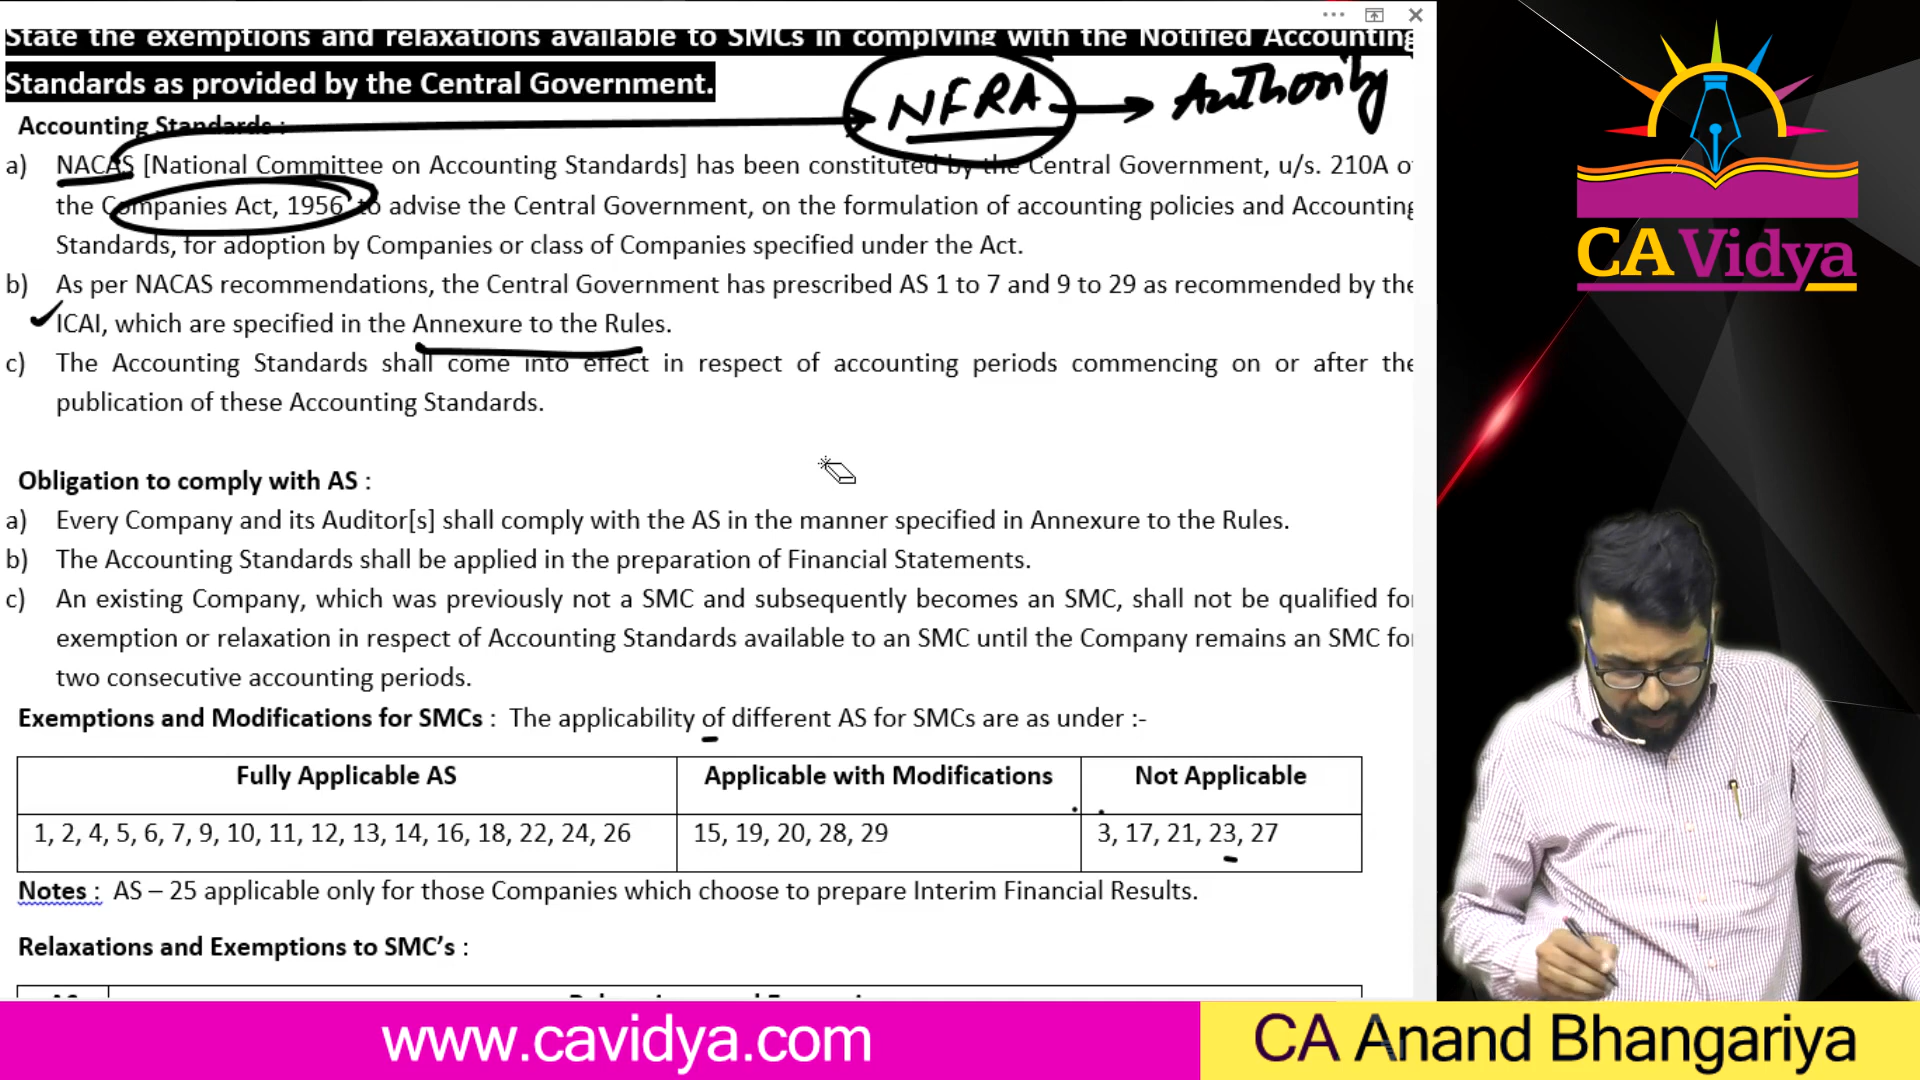 State the exemptions and relaxations available to SMCs in complying with the Notified Accounting
Standards as provided by the Central Government.
NFRA Authority
Accounting Standards :
a) NACAS [National Committee on Accounting Standards] has been constituted by the Central Government, u/s. 210A of
the Companies Act, 1956, to advise the Central Government, on the formulation of accounting policies and Accounting
Standards, for adoption by Companies or class of Companies specified under the Act.
b) As per NACAS recommendations, the Central Government has prescribed AS 1 to 7 and 9 to 29 as recommended by the
ICAI, which are specified in the Annexure to the Rules.
c) The Accounting Standards shall come into effect in respect of accounting periods commencing on or after the
publication of these Accounting Standards.
Obligation to comply with AS :
a) Every Company and its Auditor[s] shall comply with the AS in the manner specified in Annexure to the Rules.
b) The Accounting Standards shall be applied in the preparation of Financial Statements.
c) An existing Company, which was previously not a SMC and subsequently becomes an SMC, shall not be qualified for
exemption or relaxation in respect of Accounting Standards available to an SMC until the Company remains an SMC for
two consecutive accounting periods.
Exemptions and Modifications for SMCs : The applicability of different AS for SMCs are as under :-
Fully Applicable AS Applicable with Modifications Not Applicable
1, 2, 4, 5, 6, 7, 9, 10, 11, 12, 13, 14, 16, 18, 22, 24, 26 15, 19, 20, 28, 29 3, 17, 21, 23, 27
Notes : AS – 25 applicable only for those Companies which choose to prepare Interim Financial Results.
Relaxations and Exemptions to SMC's :
CA Vidya
www.cavidya.com
CA Anand Bhangariya